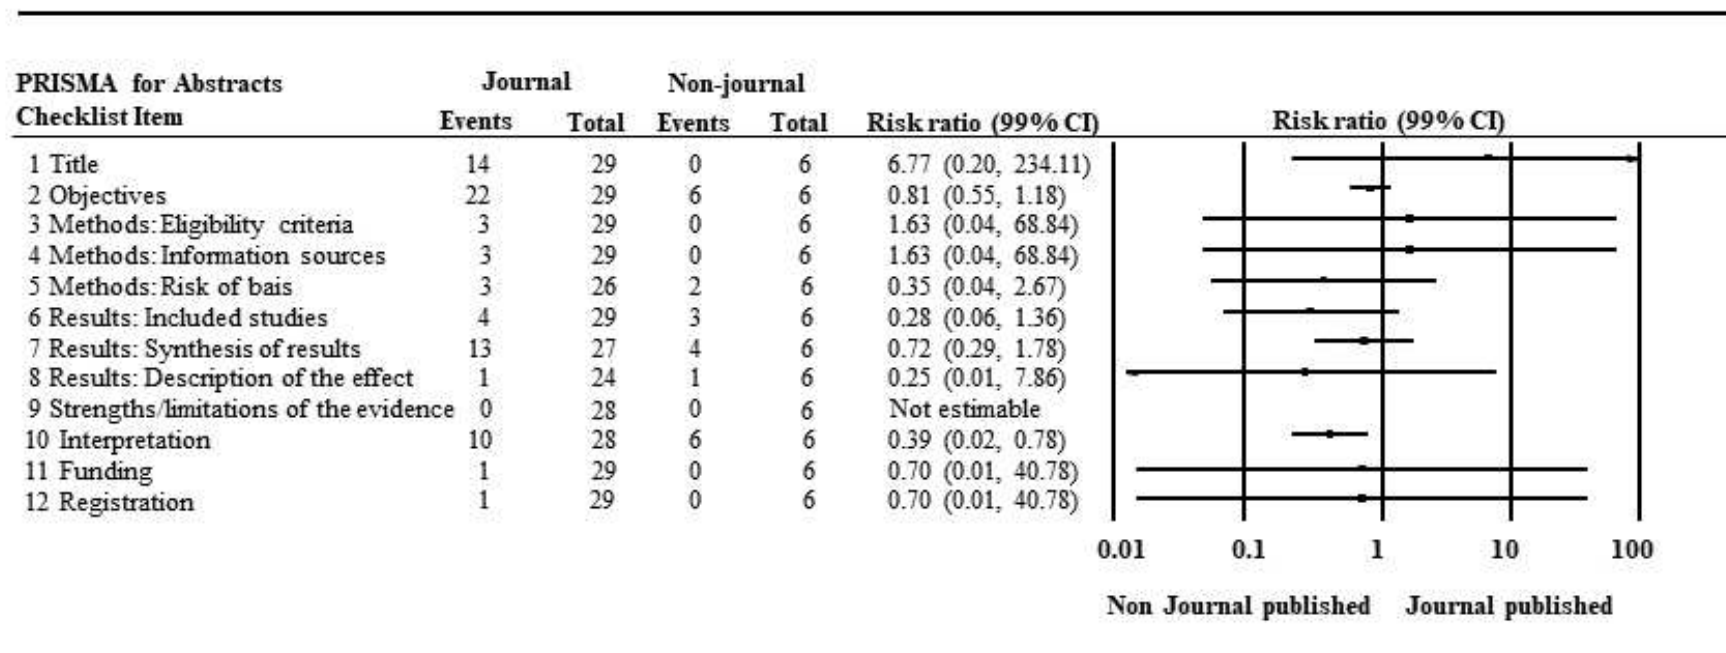 PRISMA for Abstracts Journal Non-journal
Checklist Item Events Total Events Total Risk ratio (99% CI) Risk ratio (99% CI)
1 Title 14 29 0 6 6.77 (0.20, 234.11)
2 Objectives 22 29 6 6 0.81 (0.55, 1.18)
3 Methods: Eligibility criteria 3 29 0 6 1.63 (0.04, 68.84)
4 Methods: Information sources 3 29 0 6 1.63 (0.04, 68.84)
5 Methods: Risk of bais 3 26 2 6 0.35 (0.04, 2.67)
6 Results: Included studies 4 29 3 6 0.28 (0.06, 1.36)
7 Results: Synthesis of results 13 27 4 6 0.72 (0.29, 1.78)
8 Results: Description of the effect 1 24 1 6 0.25 (0.01, 7.86)
9 Strengths/limitations of the evidence 0 28 0 6 Not estimable
10 Interpretation 10 28 6 6 0.39 (0.02, 0.78)
11 Funding 1 29 0 6 0.70 (0.01, 40.78)
12 Registration 1 29 0 6 0.70 (0.01, 40.78)
0.01 0.1 1 10 100
Non Journal published Journal published